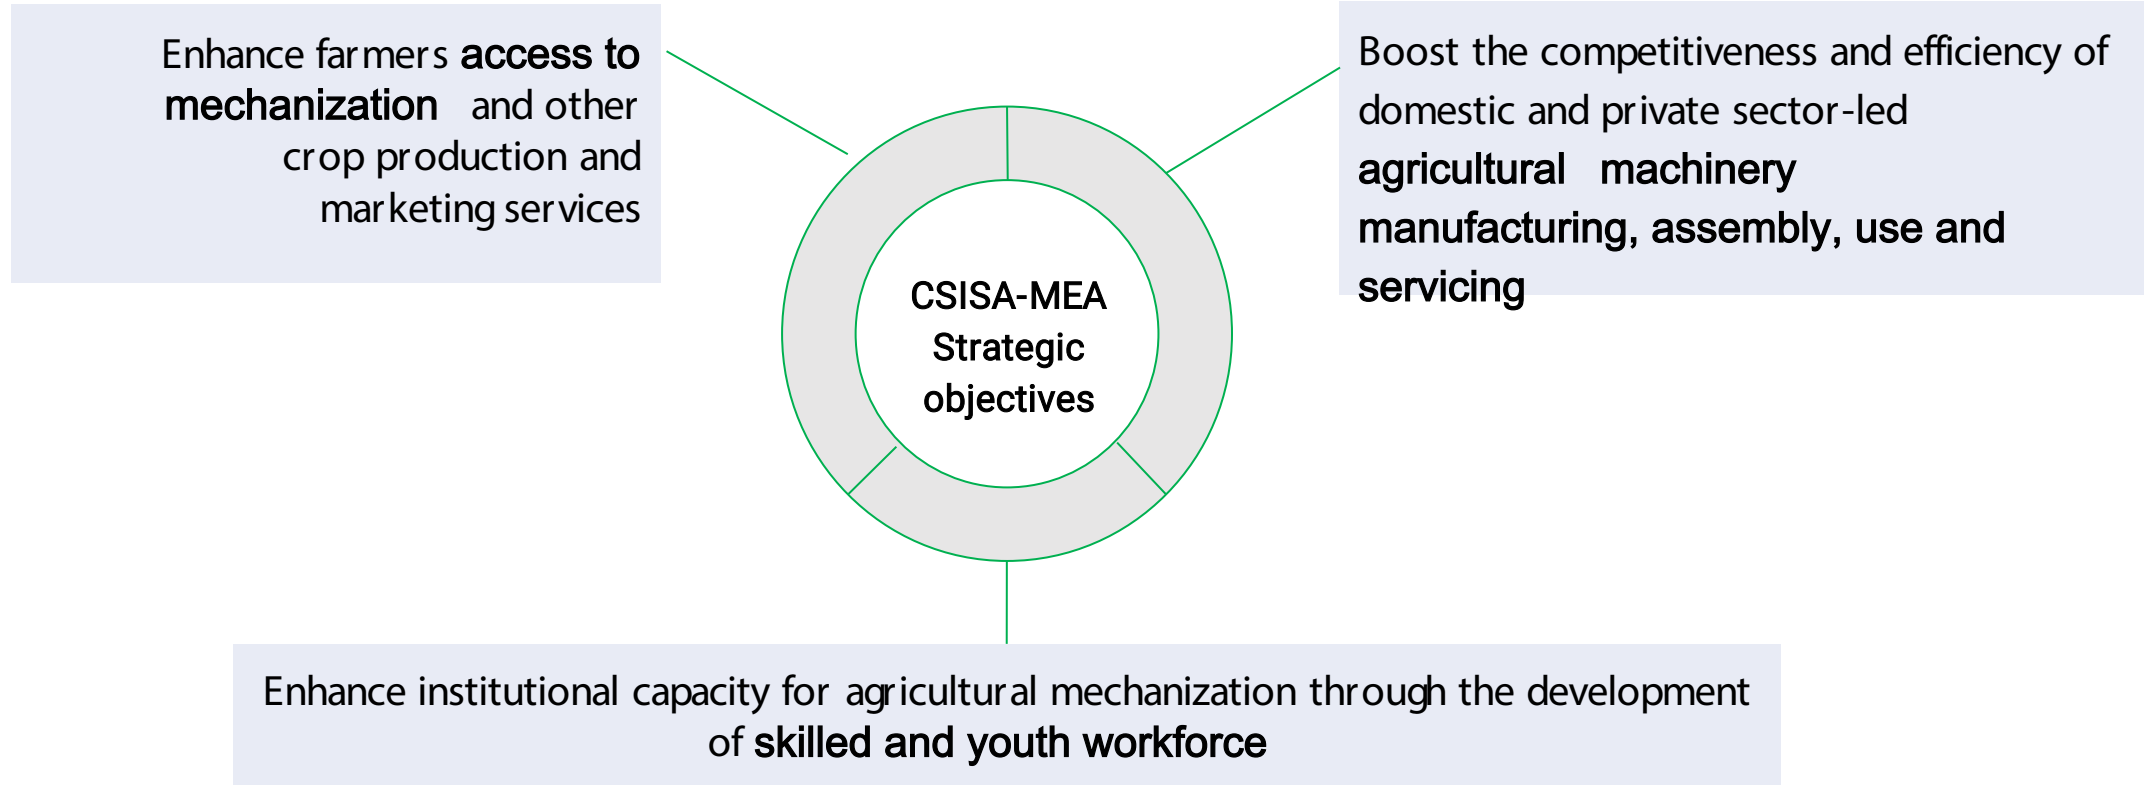 Enhance farmers access to
mechanization and other
crop production and
marketing services
Boost the competitiveness and efficiency of
domestic and private sector-led
agricultural machinery
manufacturing, assembly, use and
servicing
CSISA-MEA
Strategic
objectives
Enhance institutional capacity for agricultural mechanization through the development
of skilled and youth workforce